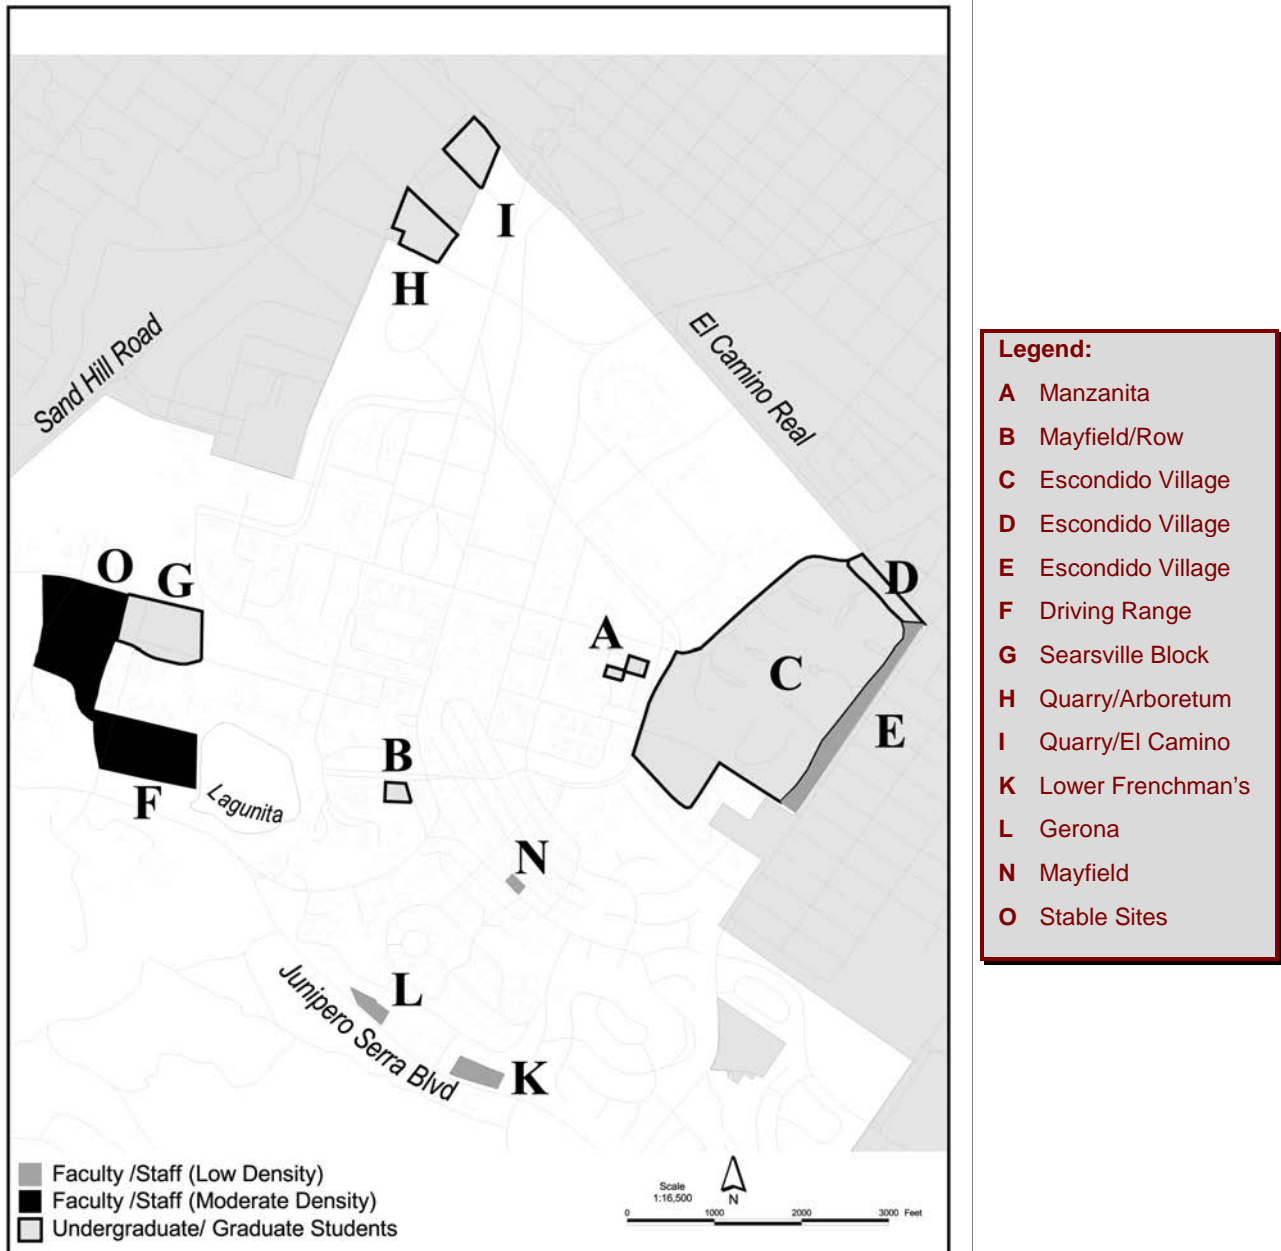 I
H
Sand Hill Road
El Camino Real
O
G
D
A
C
E
B
F
Lagunita
N
L
Junipero Serra Blvd
K
Faculty /Staff (Low Density)
Faculty /Staff (Moderate Density)
Undergraduate/ Graduate Students
Scale
1:16,500
N
0 1000 2000 3000 Feet
Legend:
A Manzanita
B Mayfield/Row
C Escondido Village
D Escondido Village
E Escondido Village
F Driving Range
G Searsville Block
H Quarry/Arboretum
I Quarry/El Camino
K Lower Frenchman's
L Gerona
N Mayfield
O Stable Sites